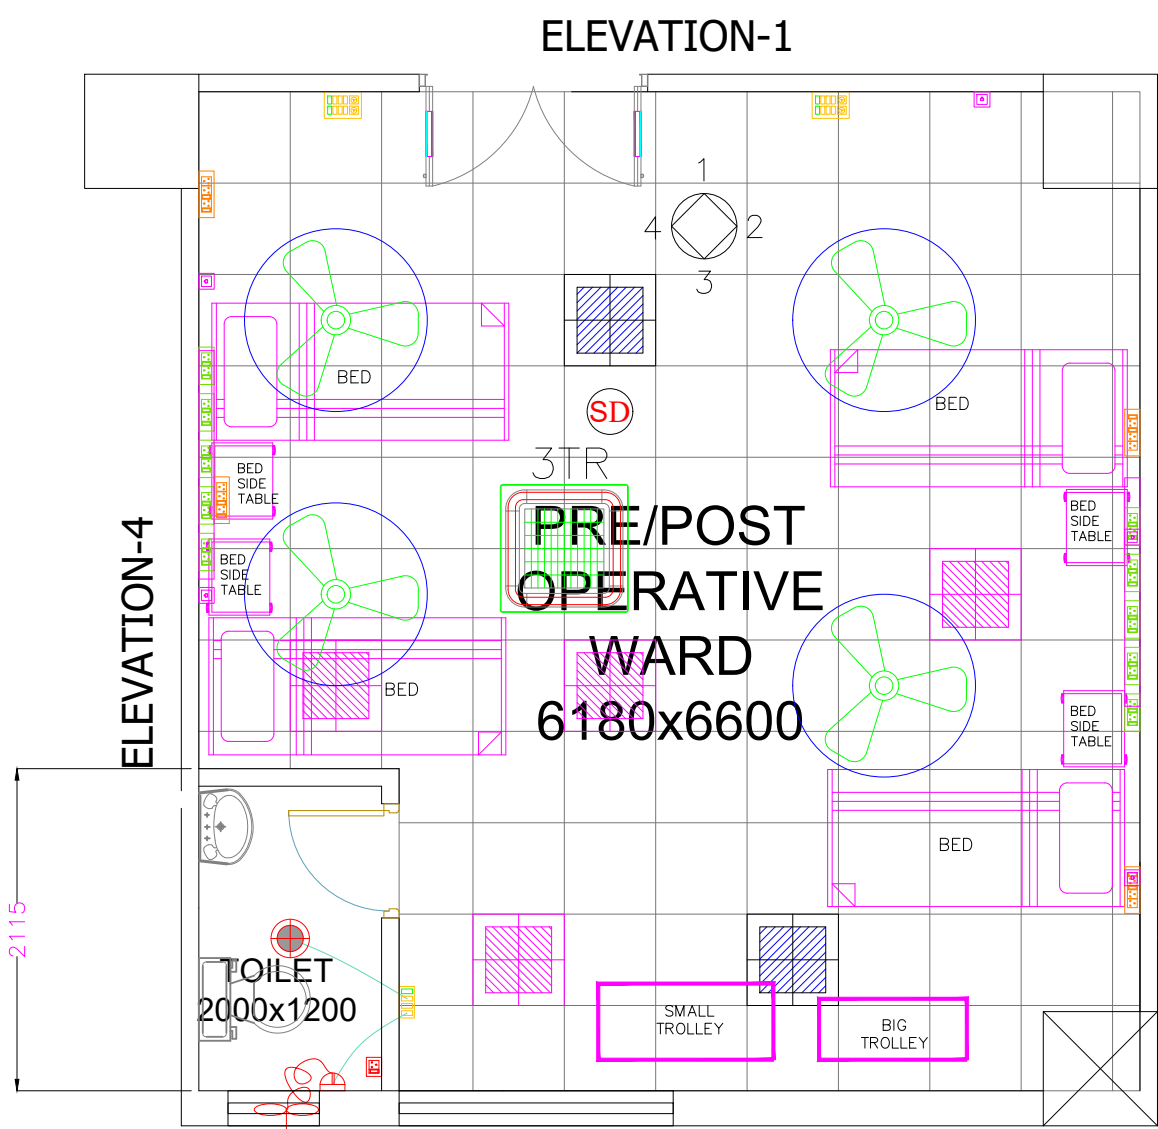 ELEVATION-1
1
4
2
3
BED
BED
SD
3TR
BED
SIDE
TABLE
BED
SIDE
TABLE
PRE/POST
OPERATIVE
WARD
6180x6600
BED
SIDE
TABLE
ELEVATION-4
BED
BED
SIDE
TABLE
BED
2115
TOILET
2000x1200
SMALL
TROLLEY
BIG
TROLLEY